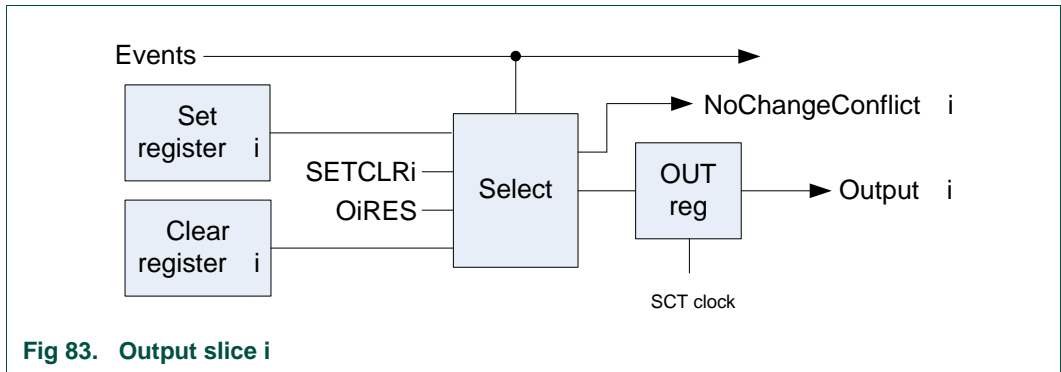 Events
Set
register i
NoChangeConflict i
SETCLRi
Select
OUT
reg
Output i
OiRES
Clear
register i
SCT clock
Fig 83. Output slice i